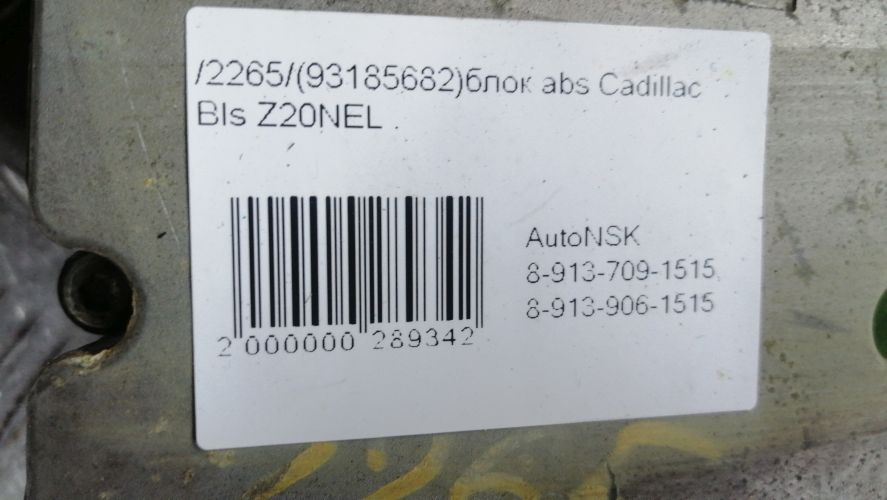 /2265/(93185682)блок abs Cadillac
Bls Z20NEL .
AutoNSK
8-913-709-1515
8-913-906-1515
2 000000 289342